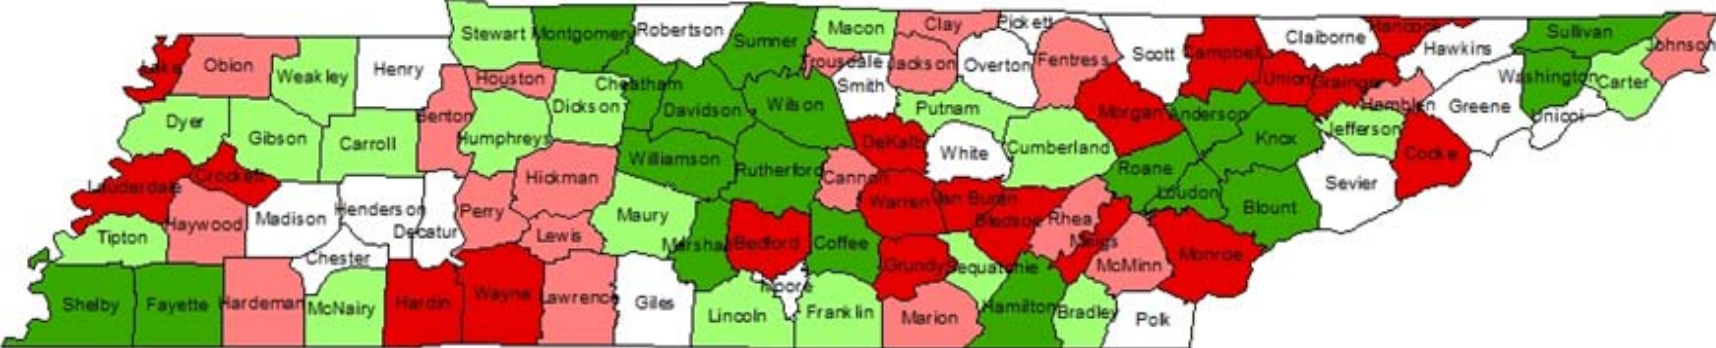 Stewart
Montgomery
Robertson
Sumner
Macon
Clay
Pickett
Scott
Campbell
Claiborne
Hancock
Hawkins
Sullivan
Johnson
Lake
Obion
Weakley
Henry
Houston
Cheatham
Trousdale
Jackson
Overton
Fentress
Union
Grainger
Washington
Carter
Dyer
Gibson
Carroll
Benton
Humphreys
Dickson
Davidson
Wilson
Smith
Putnam
Morgan
Anderson
Hamblen
Greene
Unicoi
Lauderdale
Crockett
Hickman
Williamson
Rutherford
DeKalb
White
Cumberland
Roane
Knox
Jefferson
Cocke
Tipton
Haywood
Madison
Henderson
Decatur
Perry
Lewis
Maury
Marshall
Bedford
Coffee
Cannon
Warren
Van Buren
Bledsoe
Rhea
Meigs
Loudon
Blount
Sevier
Shelby
Fayette
Hardeman
Chester
McNairy
Hardin
Wayne
Lawrence
Giles
Lincoln
Moore
Franklin
Grundy
Sequatchie
Marion
Hamilton
Bradley
McMinn
Monroe
Polk